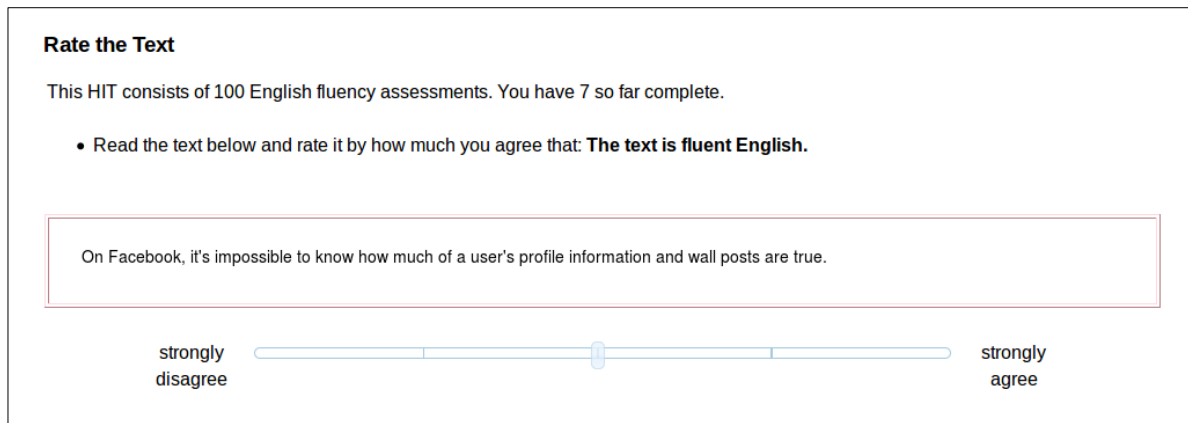 Rate the Text
This HIT consists of 100 English fluency assessments. You have 7 so far complete.
• Read the text below and rate it by how much you agree that: The text is fluent English.
On Facebook, it's impossible to know how much of a user's profile information and wall posts are true.
strongly disagree
strongly agree